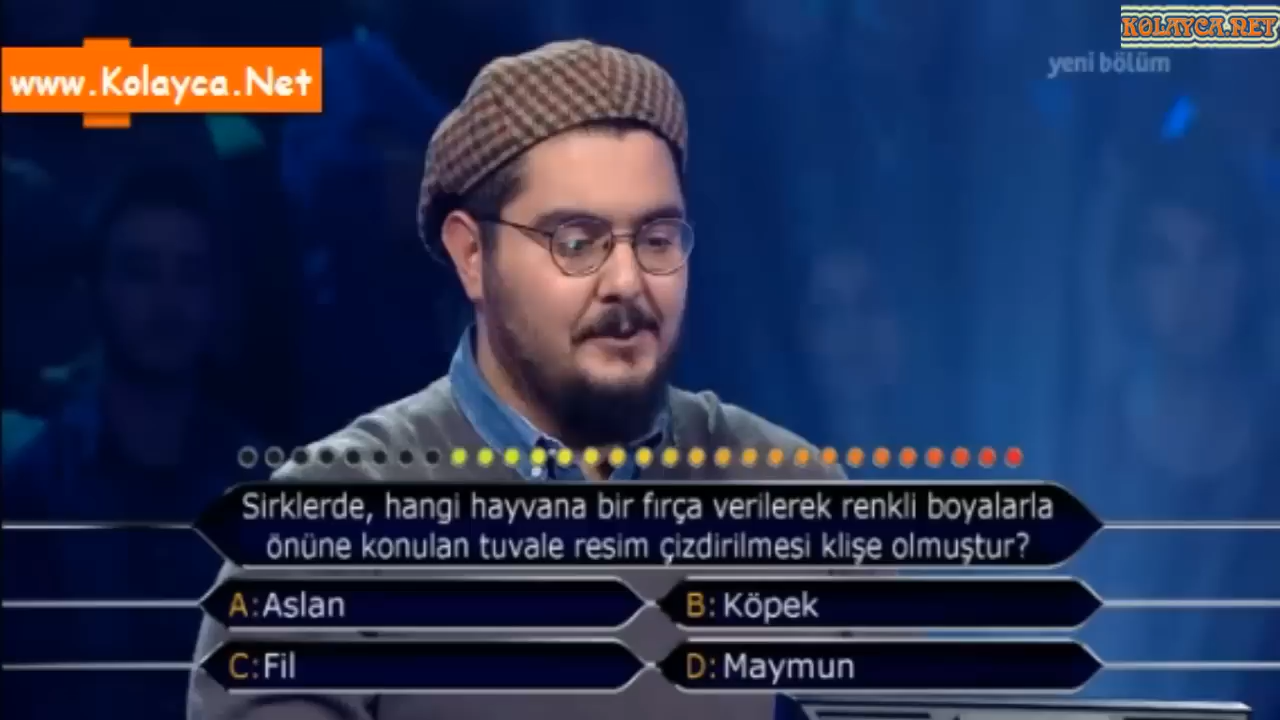 KOLAYCA.NET
www.Kolayca.Net
yeni bölüm
Sirklerde, hangi hayvana bir fırça verilerek renkli boyalarla
önüne konulan tuvale resim çizdirilmesi klişe olmuştur?
A: Aslan
B: Köpek
C: Fil
D: Maymun